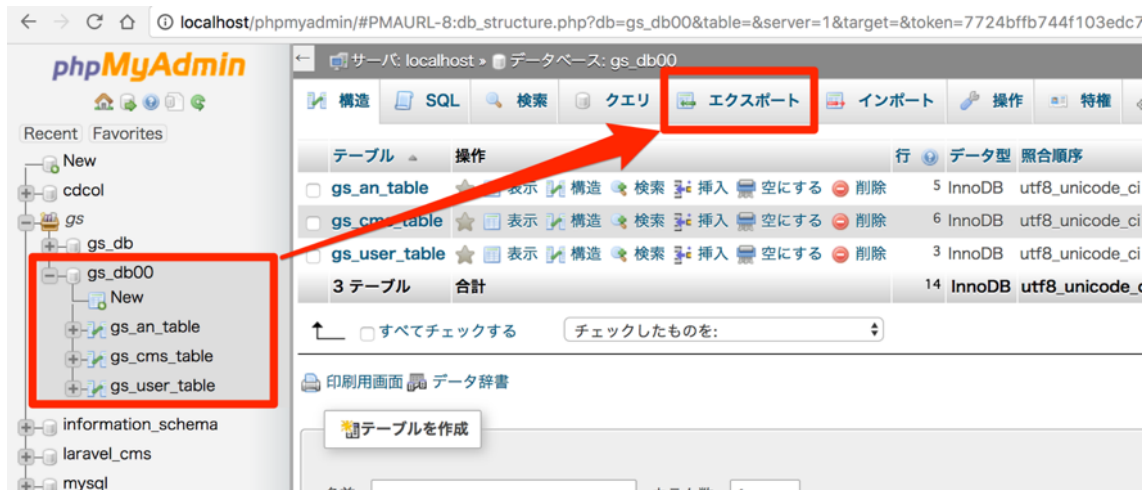 localhost/phpmyadmin/#PMAURL-8:db_structure.php?db=gs_db00&table=&server=1&target=&token=7724bffb744f103edc7
phpMyAdmin
Recent Favorites
New
cdcol
gs
gs_db
gs_db00
New
gs_an_table
gs_cms_table
gs_user_table
information_schema
laravel_cms
mysql
サーバ: localhost » データベース: gs_db00
構造 SQL 検索 クエリ エクスポート インポート 操作 特権
テーブル 操作 行 データ型 照合順序
gs_an_table 表示 構造 検索 挿入 空にする 削除 5 InnoDB utf8_unicode_ci
gs_cms_table 表示 構造 検索 挿入 空にする 削除 6 InnoDB utf8_unicode_ci
gs_user_table 表示 構造 検索 挿入 空にする 削除 3 InnoDB utf8_unicode_ci
3 テーブル 合計 14 InnoDB utf8_unicode_c
すべてチェックする チェックしたものを:
印刷用画面 データ辞書
テーブルを作成